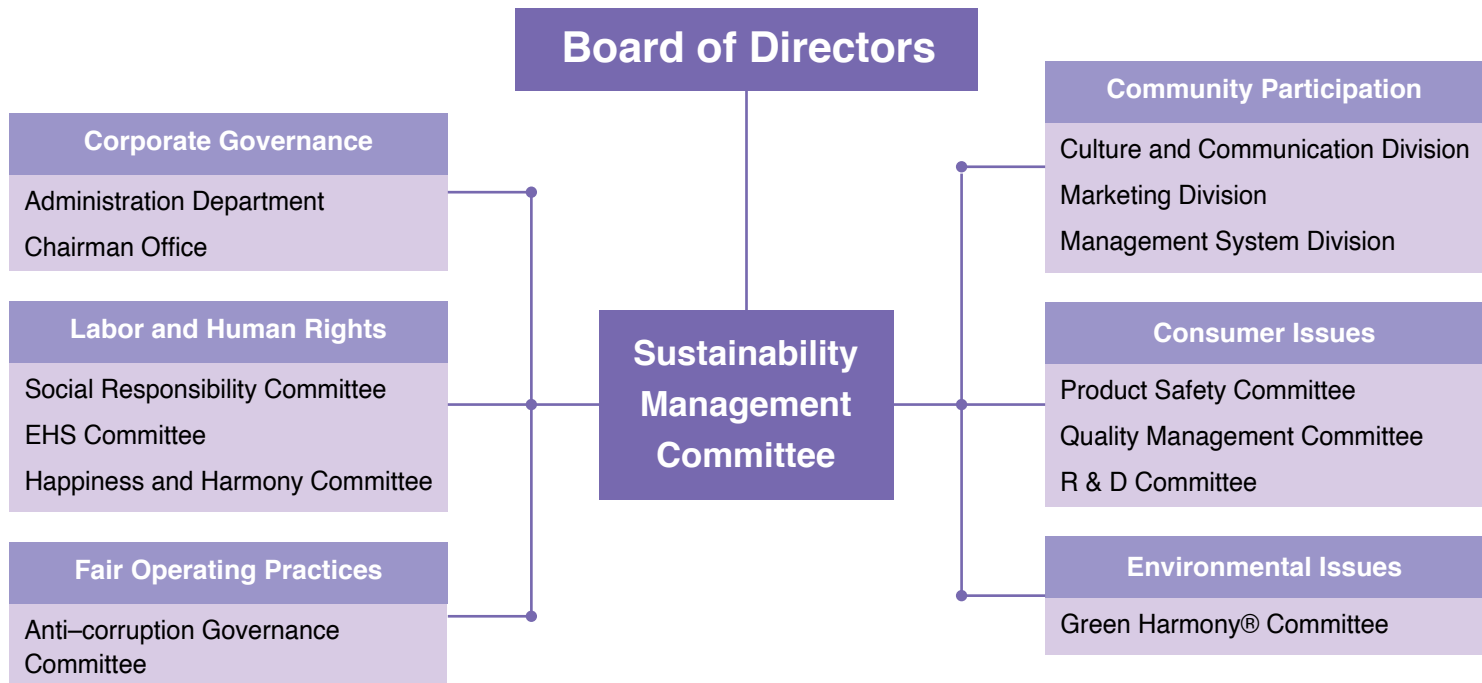 Board of Directors
Corporate Governance
Administration Department
Chairman Office
Labor and Human Rights
Social Responsibility Committee
EHS Committee
Happiness and Harmony Committee
Fair Operating Practices
Anti–corruption Governance
Committee
Sustainability
Management
Committee
Community Participation
Culture and Communication Division
Marketing Division
Management System Division
Consumer Issues
Product Safety Committee
Quality Management Committee
R & D Committee
Environmental Issues
Green Harmony® Committee